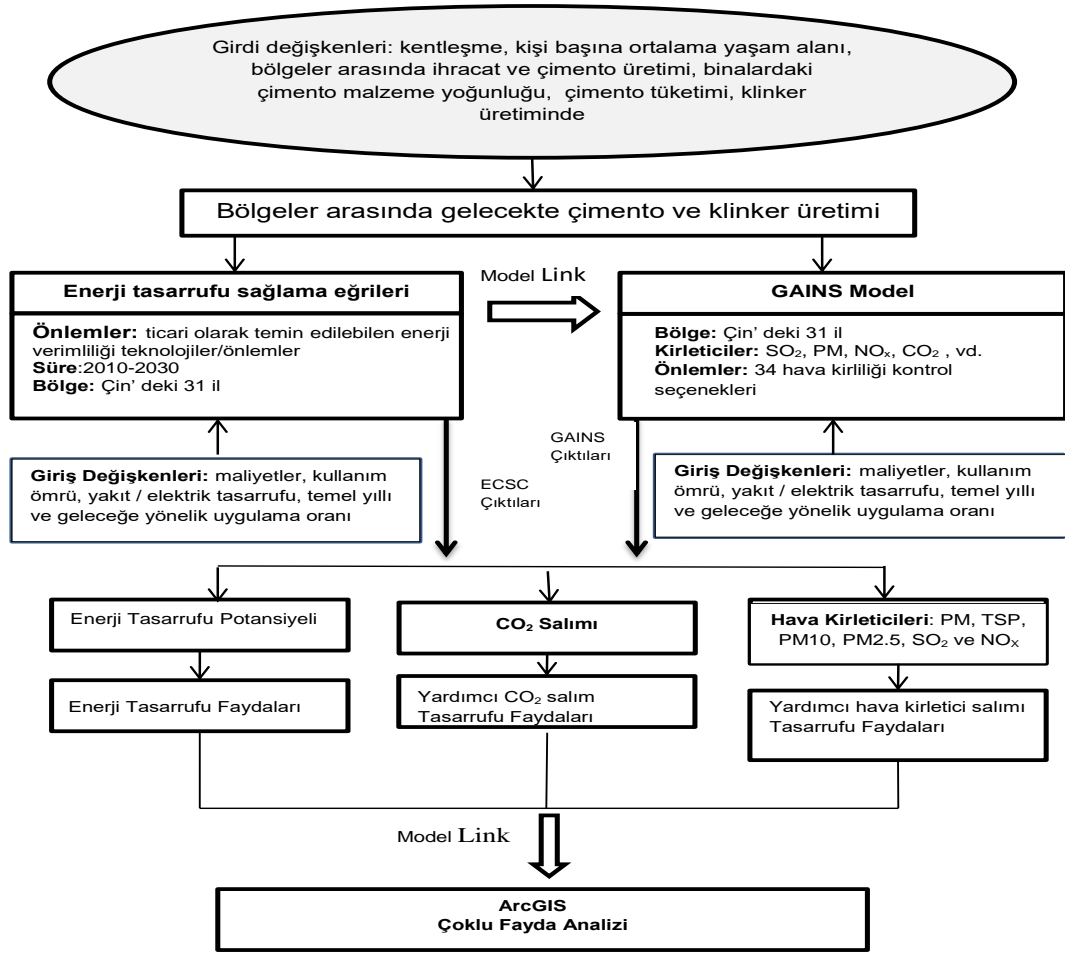 Girdi değişkenleri: kentleşme, kişi başına ortalama yaşam alanı,
bölgeler arasında ihracat ve çimento üretimi, binalardaki
çimento malzeme yoğunluğu, çimento tüketimi, klinker
üretiminde
Bölgeler arasında gelecekte çimento ve klinker üretimi
Enerji tasarrufu sağlama eğrileri
Önlemler: ticari olarak temin edilebilen enerji
verimliliği teknolojiler/önlemler
Süre:2010-2030
Bölge: Çin' deki 31 il
Model Link
GAINS Model
Bölge: Çin' deki 31 il
Kirleticiler: SO₂, PM, NOₓ, CO₂ , vd.
Önlemler: 34 hava kirliliği kontrol
seçenekleri
Giriş Değişkenleri: maliyetler, kullanım
ömrü, yakıt / elektrik tasarrufu, temel yıllı
ve geleceğe yönelik uygulama oranı
ECSC
Çıktıları
GAINS
Çıktıları
Giriş Değişkenleri: maliyetler, kullanım
ömrü, yakıt / elektrik tasarrufu, temel yıllı
ve geleceğe yönelik uygulama oranı
Enerji Tasarrufu Potansiyeli
CO₂ Salımı
Hava Kirleticileri: PM, TSP,
PM10, PM2.5, SO₂ ve NOₓ
Enerji Tasarrufu Faydaları
Yardımcı CO₂ salım
Tasarrufu Faydaları
Yardımcı hava kirletici salımı
Tasarrufu Faydaları
Model Link
ArcGIS
Çoklu Fayda Analizi